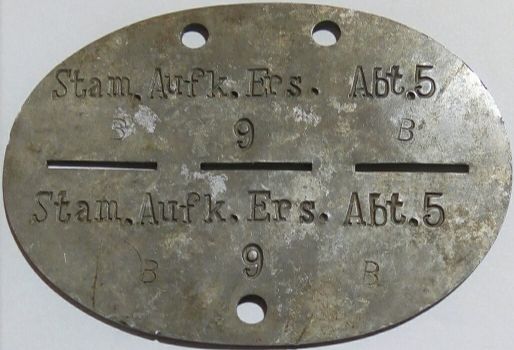 Stam. Aufk. Ers. Abt. 5
B 9 B
Stam. Aufk. Ers. Abt. 5
9
B B